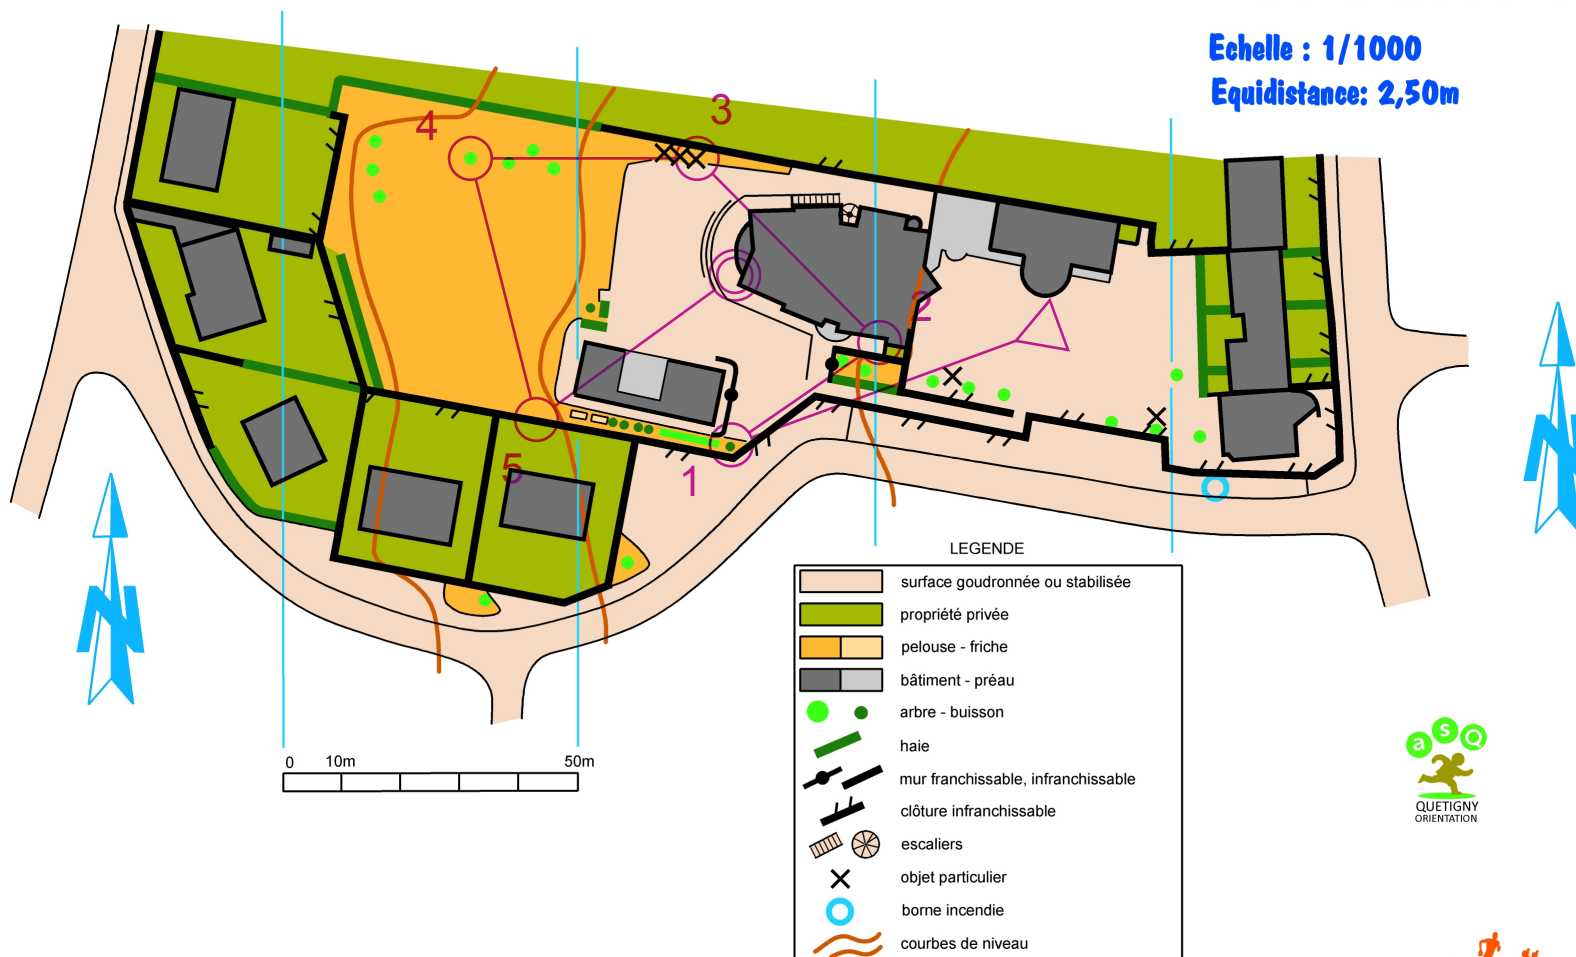 Echelle : 1/1000
Equidistance: 2,50m
3
4
2
5
1
N
N
LEGENDE
surface goudronnée ou stabilisée
propriété privée
pelouse - friche
bâtiment - préau
arbre - buisson
haie
mur franchissable, infranchissable
clôture infranchissable
escaliers
objet particulier
borne incendie
courbes de niveau
0 10m 50m
asQ
QUETIGNY
ORIENTATION